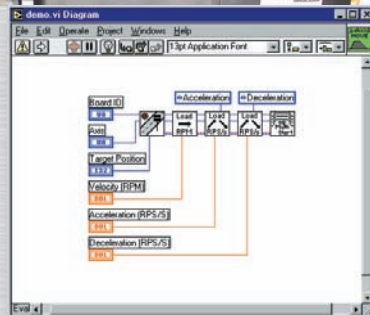 demo.vi Diagram
File Edit Operate Project Windows Help
13pt Application Font
Acceleration
Deceleration
Board ID
Load
RPM
Load
RPS/s
Load
RPS/s
Axis
Target Position
Velocity (RPM)
Acceleration (RPS/S)
Deceleration (RPS/S)